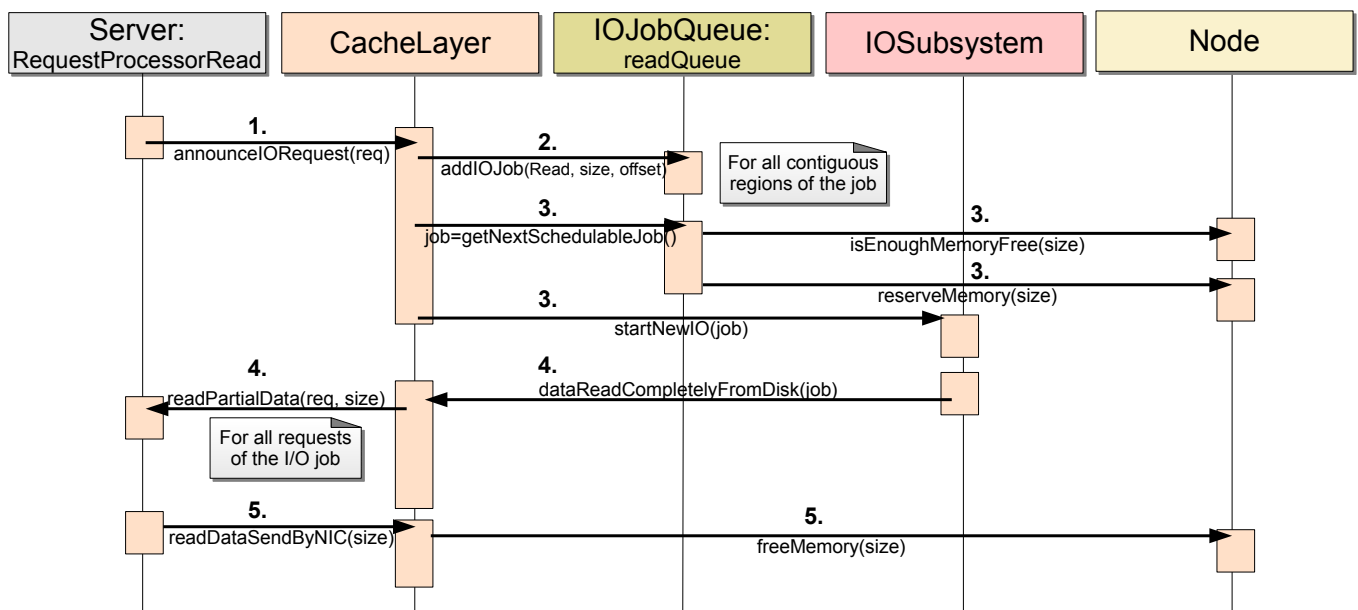 Server:
RequestProcessorRead
CacheLayer
IOJobQueue:
readQueue
IOSubsystem
Node
1.
announceIORequest(req)
2.
addIOJob(Read, size, offset)
For all contiguous
regions of the job
3.
job=getNextSchedulableJob()
3.
isEnoughMemoryFree(size)
3.
reserveMemory(size)
3.
startNewIO(job)
4.
dataReadCompletelyFromDisk(job)
4.
readPartialData(req, size)
For all requests
of the I/O job
5.
readDataSendByNIC(size)
5.
freeMemory(size)